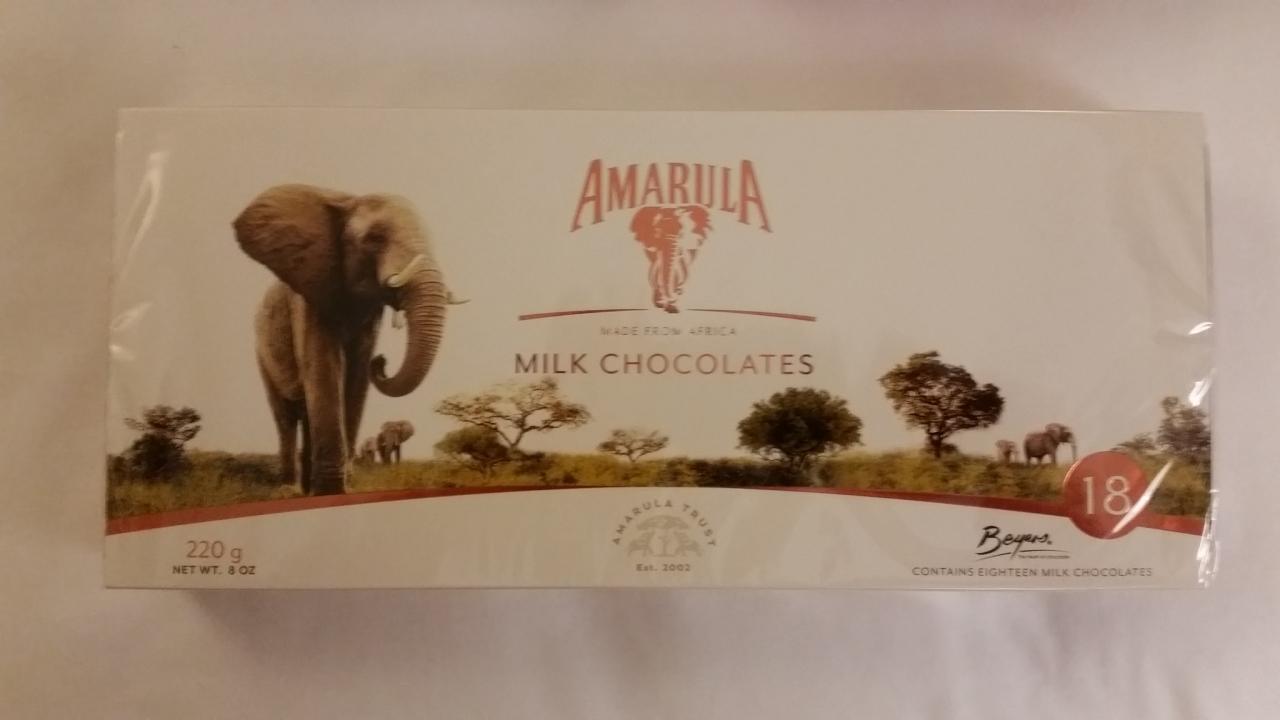 AMARULA
MADE FROM AFRICA
MILK CHOCOLATES
18
220 g
NET WT. 8 OZ
AMARULA TRUST
Est. 2002
Beyers
CONTAINS EIGHTEEN MILK CHOCOLATES